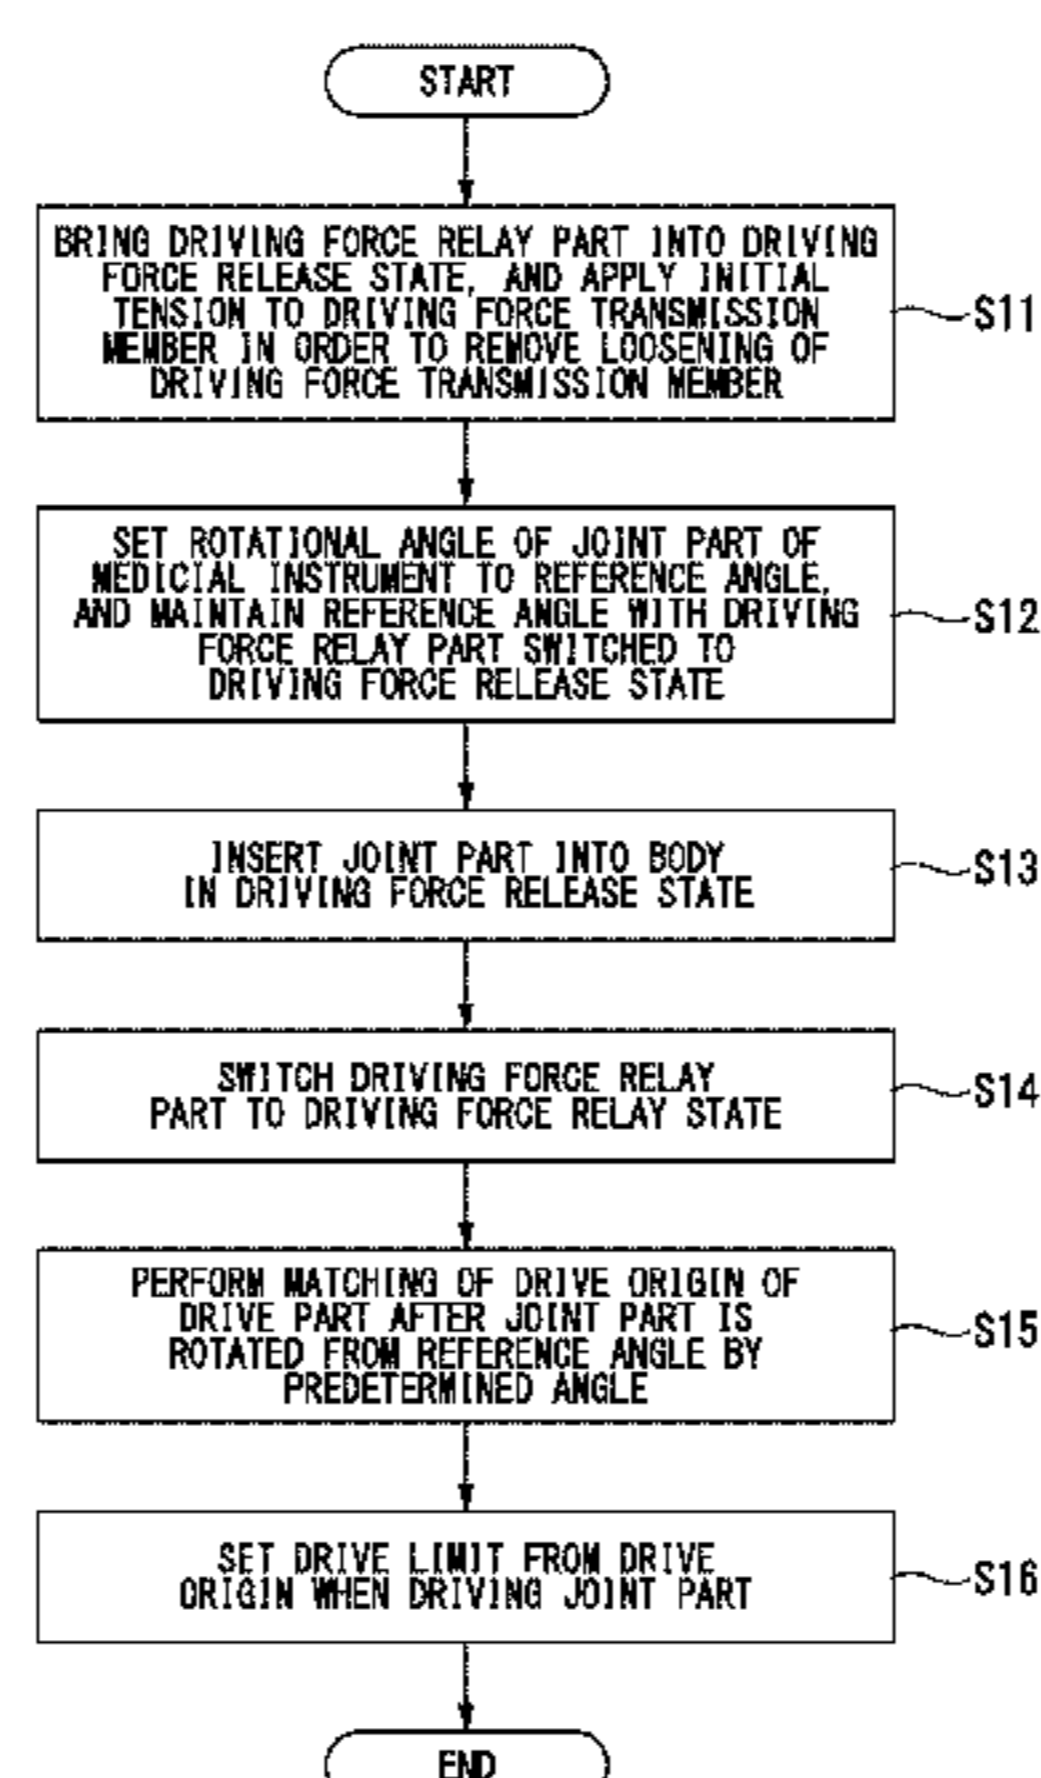 START
BRING DRIVING FORCE RELAY PART INTO DRIVING
FORCE RELEASE STATE, AND APPLY INITIAL
TENSION TO DRIVING FORCE TRANSMISSION
MEMBER IN ORDER TO REMOVE LOOSENING OF
DRIVING FORCE TRANSMISSION MEMBER
S11
SET ROTATIONAL ANGLE OF JOINT PART OF
MEDICIAL INSTRUMENT TO REFERENCE ANGLE,
AND MAINTAIN REFERENCE ANGLE WITH DRIVING
FORCE RELAY PART SWITCHED TO
DRIVING FORCE RELEASE STATE
S12
INSERT JOINT PART INTO BODY
IN DRIVING FORCE RELEASE STATE
S13
SWITCH DRIVING FORCE RELAY
PART TO DRIVING FORCE RELAY STATE
S14
PERFORM MATCHING OF DRIVE ORIGIN OF
DRIVE PART AFTER JOINT PART IS
ROTATED FROM REFERENCE ANGLE BY
PREDETERMINED ANGLE
S15
SET DRIVE LIMIT FROM DRIVE
ORIGIN WHEN DRIVING JOINT PART
S16
END